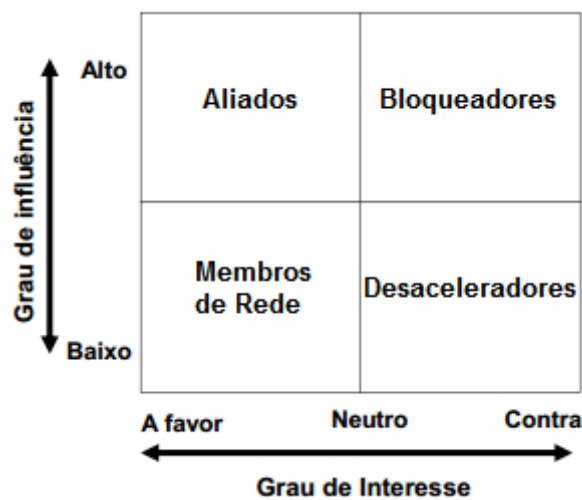 Alto
Grau de influência
Baixo
Aliados
Bloqueadores
Membros
de Rede
Desaceleradores
A favor
Neutro
Contra
Grau de Interesse